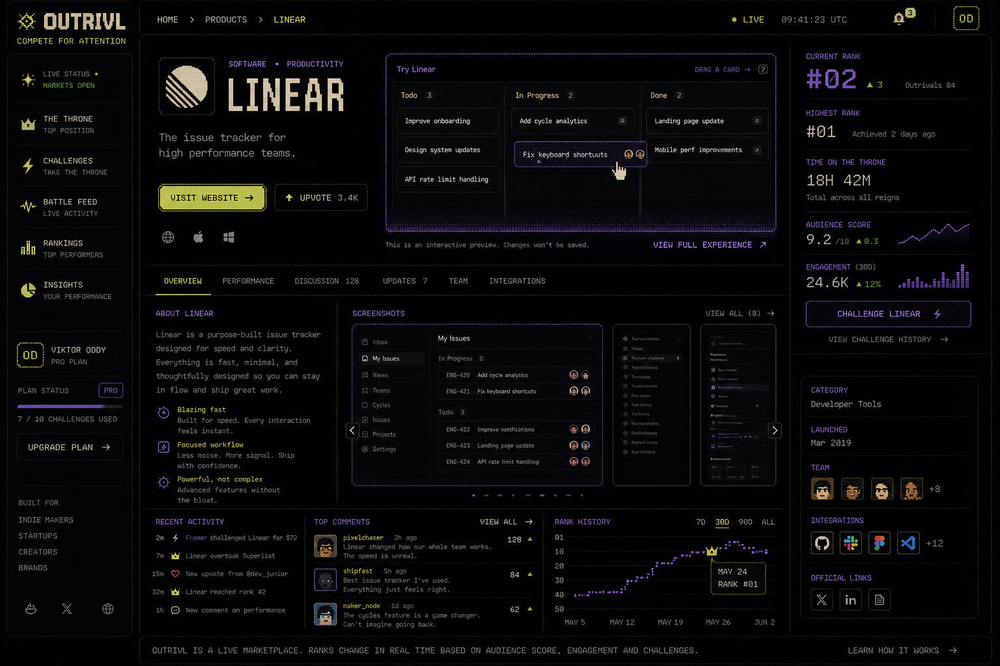 OUTRIVL
COMPETE FOR ATTENTION
LIVE STATUS
MARKETS OPEN
THE THRONE
TOP POSITION
CHALLENGES
TAKE THE THRONE
BATTLE FEED
LIVE ACTIVITY
RANKINGS
TOP PERFORMERS
INSIGHTS
YOUR PERFORMANCE
OD
VIKTOR ODDY
PRO PLAN
PLAN STATUS PRO
7 / 10 CHALLENGES USED
UPGRADE PLAN →
BUILT FOR
INDIE MAKERS
STARTUPS
CREATORS
BRANDS
HOME > PRODUCTS > LINEAR
LIVE 09:41:23 UTC
3
OD
SOFTWARE • PRODUCTIVITY
LINEAR
The issue tracker for
high performance teams.
VISIT WEBSITE →
UPVOTE 3.4K
Try Linear
DRAG A CARD → ?
Todo 3
Improve onboarding
Design system updates
API rate limit handling
In Progress 2
Add cycle analytics
Fix keyboard shortuuts
Done 2
Landing page update
Mobile perf improvements
This is an interactive preview. Changes won't be saved.
VIEW FULL EXPERIENCE ↗
OVERVIEW
PERFORMANCE
DISCUSSION 128
UPDATES 7
TEAM
INTEGRATIONS
ABOUT LINEAR
Linear is a purpose-built issue tracker
designed for speed and clarity.
Everything is fast, minimal, and
thoughtfully designed so you can stay
in flow and ship great work.
Blazing fast
Built for speed. Every interaction
feels instant.
Focused workflow
Less noise. More signal. Ship
with confidence.
Powerful, not complex
Advanced features without
the bloat.
SCREENSHOTS
VIEW ALL (8) →
Inbox
My Issues
Views
Teams
Cycles
Issues
Projects
Settings
My Issues
In Progress 2
ENG-420 Add cycle analytics
ENG-421 Fix keyboard shortcuts
Todo 3
ENG-422 Improve notifications
ENG-423 Landing page update
ENG-424 API rate limit handling
RECENT ACTIVITY
2m Framer challenged Linear for $72
7m Linear overtook Superlist
15m New upvote from @dev_junior
32m Linear reached rank #2
1h New comment on performance
TOP COMMENTS
VIEW ALL →
pixelchaser 2h ago
Linear changed how our whole team works.
The speed is unreal.
128
shipfast 5h ago
Best issue tracker I've used.
Everything just feels right.
84
maker_node 1d ago
The cycles feature is a game changer.
Can't imagine going back.
62
RANK HISTORY
7D 30D 90D ALL
01
10
20
30
40
50
MAY 24
RANK #01
MAY 5 MAY 12 MAY 19 MAY 26 JUN 2
CURRENT RANK
#02 ▲ 3 Outrivals 84
HIGHEST RANK
#01 Achieved 2 days ago
TIME ON THE THRONE
18H 42M
Total across all reigns
AUDIENCE SCORE
9.2 /10 ▲ 0.3
ENGAGEMENT (30D)
24.6K ▲ 12%
CHALLENGE LINEAR
VIEW CHALLENGE HISTORY →
CATEGORY
Developer Tools
LAUNCHED
Mar 2019
TEAM
+8
INTEGRATIONS
+12
OFFICIAL LINKS
OUTRIVL IS A LIVE MARKETPLACE. RANKS CHANGE IN REAL TIME BASED ON AUDIENCE SCORE, ENGAGEMENT AND CHALLENGES.
LEARN HOW IT WORKS →